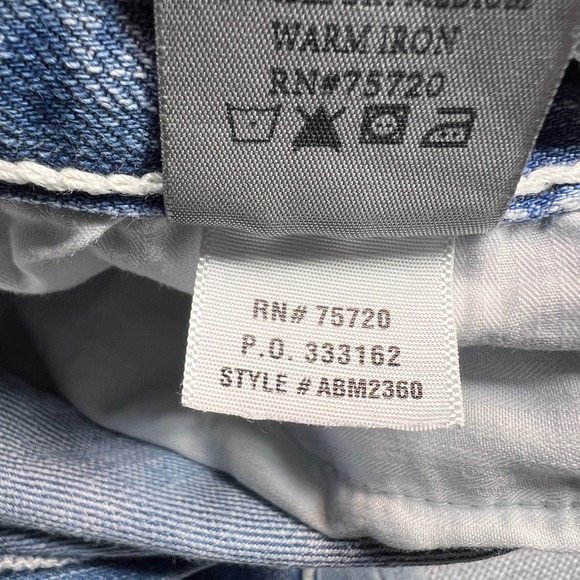 WARM IRON
RN#75720
RN# 75720
P.O. 333162
STYLE # ABM2360